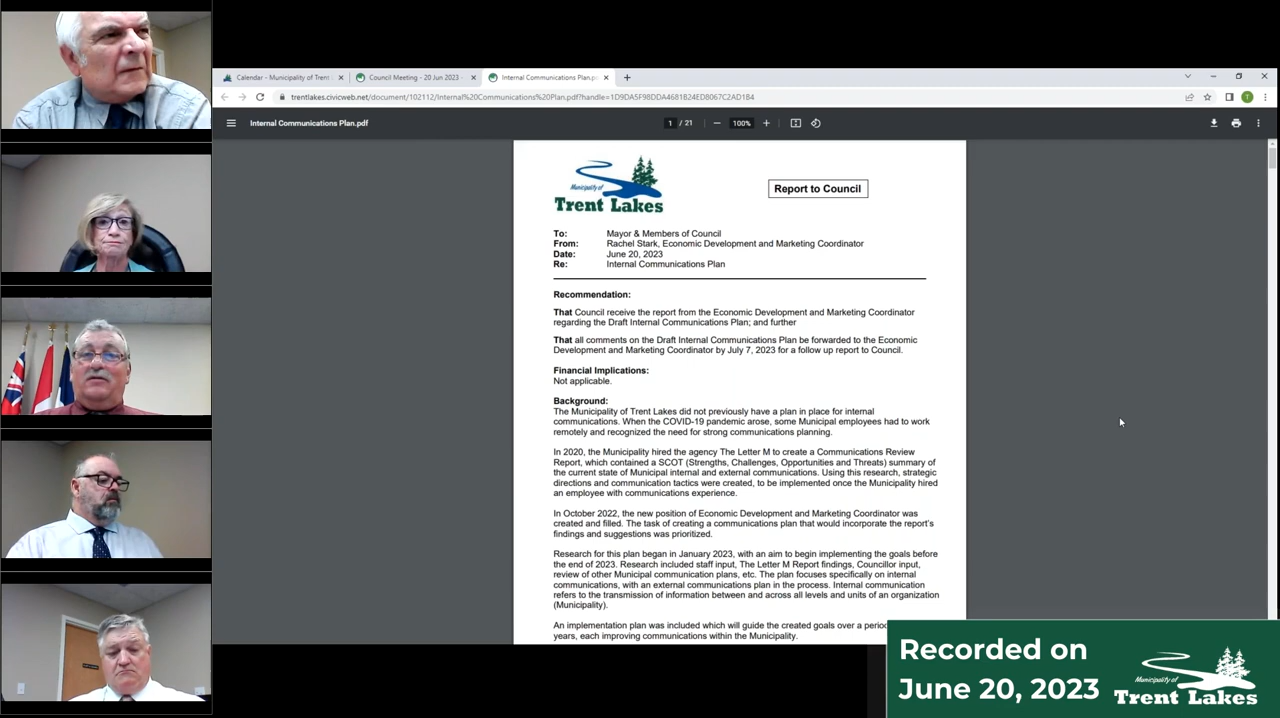 Calendar - Municipality of Trent
Council Meeting - 20 Jun 2023 -
Internal Communications Plan.p
trentlakes.civicweb.net/document/102112/Internal%20Communications%20Plan.pdf?handle=1D9DA5F98DDA4681B24ED8067C2AD1B4
T
Internal Communications Plan.pdf
1 / 21
100%
Municipality of
Trent Lakes
Report to Council
To: Mayor & Members of Council
From: Rachel Stark, Economic Development and Marketing Coordinator
Date: June 20, 2023
Re: Internal Communications Plan
Recommendation:
That Council receive the report from the Economic Development and Marketing Coordinator
regarding the Draft Internal Communications Plan; and further
That all comments on the Draft Internal Communications Plan be forwarded to the Economic
Development and Marketing Coordinator by July 7, 2023 for a follow up report to Council.
Financial Implications:
Not applicable.
Background:
The Municipality of Trent Lakes did not previously have a plan in place for internal
communications. When the COVID-19 pandemic arose, some Municipal employees had to work
remotely and recognized the need for strong communications planning.
In 2020, the Municipality hired the agency The Letter M to create a Communications Review
Report, which contained a SCOT (Strengths, Challenges, Opportunities and Threats) summary of
the current state of Municipal internal and external communications. Using this research, strategic
directions and communication tactics were created, to be implemented once the Municipality hired
an employee with communications experience.
In October 2022, the new position of Economic Development and Marketing Coordinator was
created and filled. The task of creating a communications plan that would incorporate the report's
findings and suggestions was prioritized.
Research for this plan began in January 2023, with an aim to begin implementing the goals before
the end of 2023. Research included staff input, The Letter M Report findings, Councillor input,
review of other Municipal communication plans, etc. The plan focuses specifically on internal
communications, with an external communications plan in the process. Internal communication
refers to the transmission of information between and across all levels and units of an organization
(Municipality).
An implementation plan was included which will guide the created goals over a perio
years, each improving communications within the Municipality.
Recorded on
June 20, 2023
Municipality of
Trent Lakes